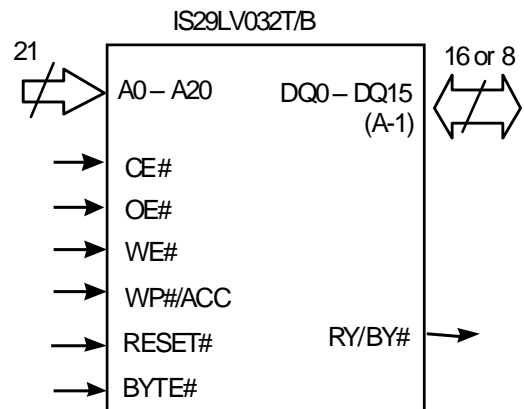 IS29LV032T/B
21
16 or 8
A0 – A20
DQ0 – DQ15
(A-1)
CE#
OE#
WE#
WP#/ACC
RESET#
RY/BY#
BYTE#